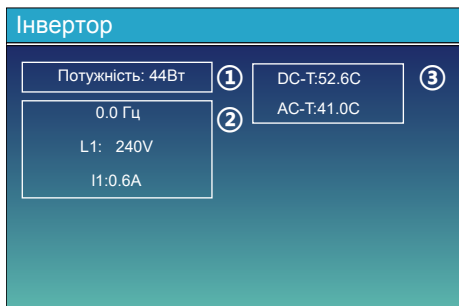 Інвертор
Потужність: 44Вт
①
0.0 Гц
②
L1: 240V
I1:0.6A
DC-T:52.6C
③
AC-T:41.0C